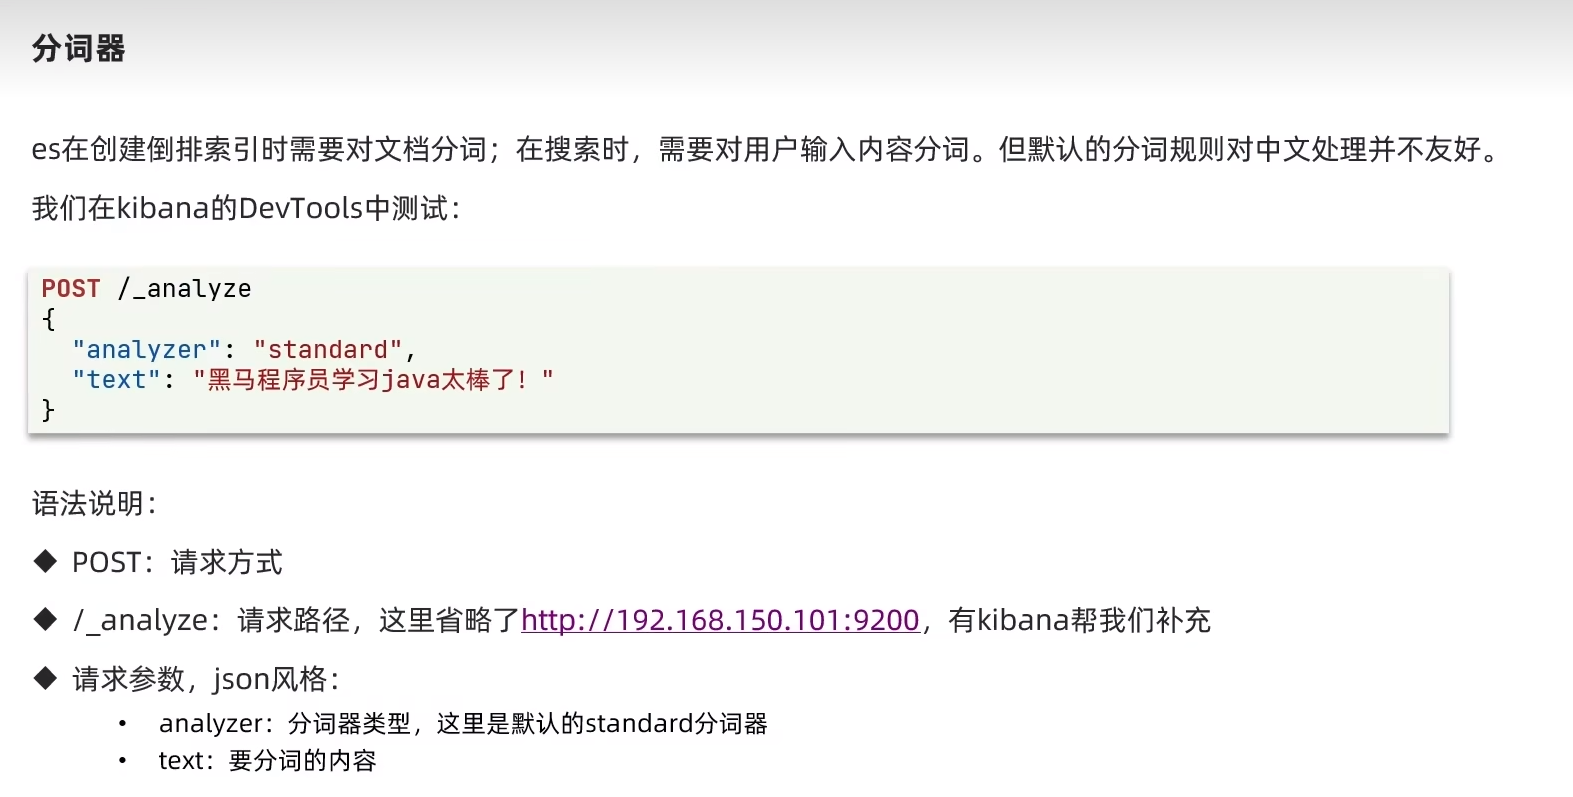 分词器
es在创建倒排索引时需要对文档分词；在搜索时，需要对用户输入内容分词。但默认的分词规则对中文处理并不友好。
我们在kibana的DevTools中测试：
POST /_analyze
{
  "analyzer": "standard",
  "text": "黑马程序员学习java太棒了！"
}
语法说明：
◆ POST：请求方式
◆ /_analyze：请求路径，这里省略了http://192.168.150.101:9200，有kibana帮我们补充
◆ 请求参数，json风格：
• analyzer：分词器类型，这里是默认的standard分词器
• text：要分词的内容